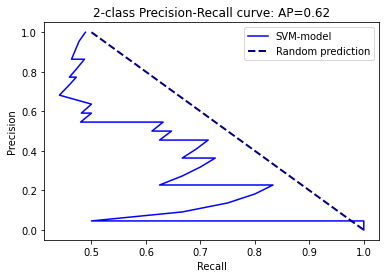 2-class Precision-Recall curve: AP=0.62
SVM-model
Random prediction
Precision
1.0
0.8
0.6
0.4
0.2
0.0
0.5
0.6
0.7
0.8
0.9
1.0
Recall